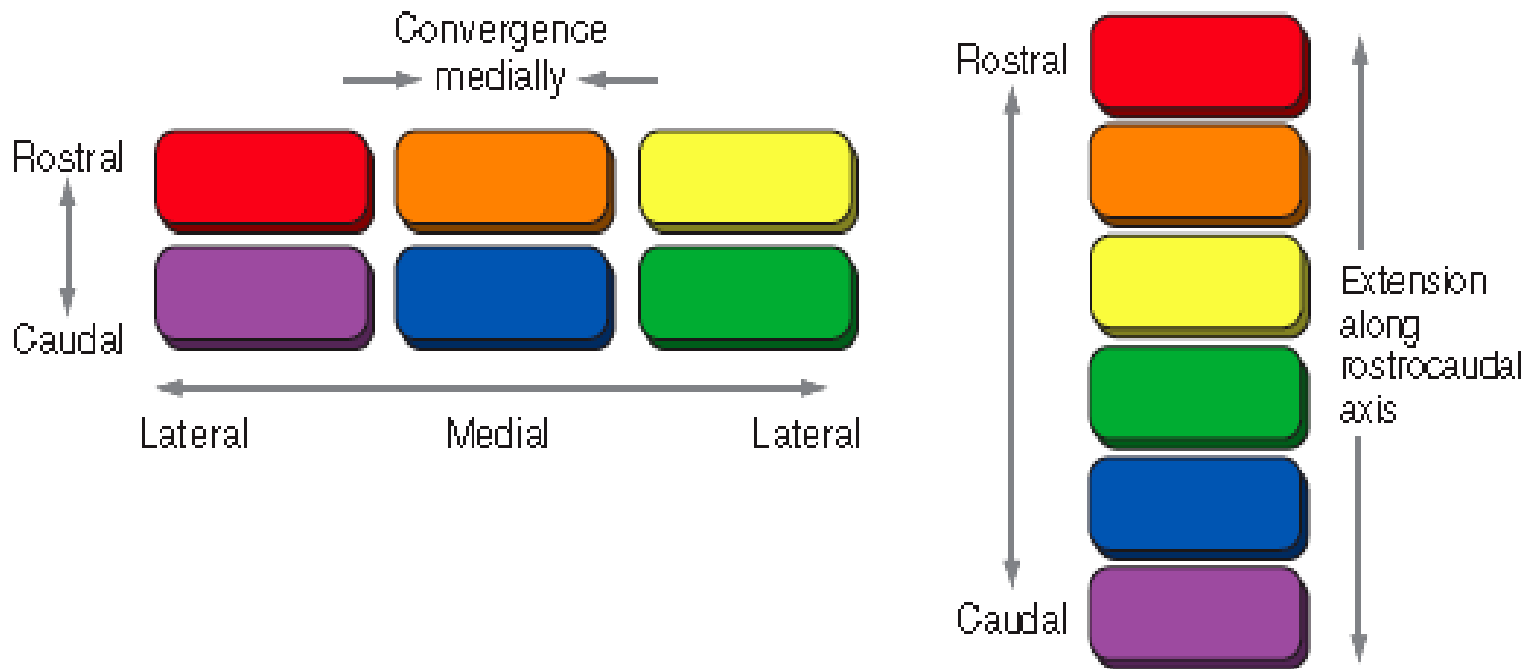 Convergence
medially
Rostral
Caudal
Lateral Medial Lateral
Rostral
Caudal
Extension
along
rostrocaudal
axis